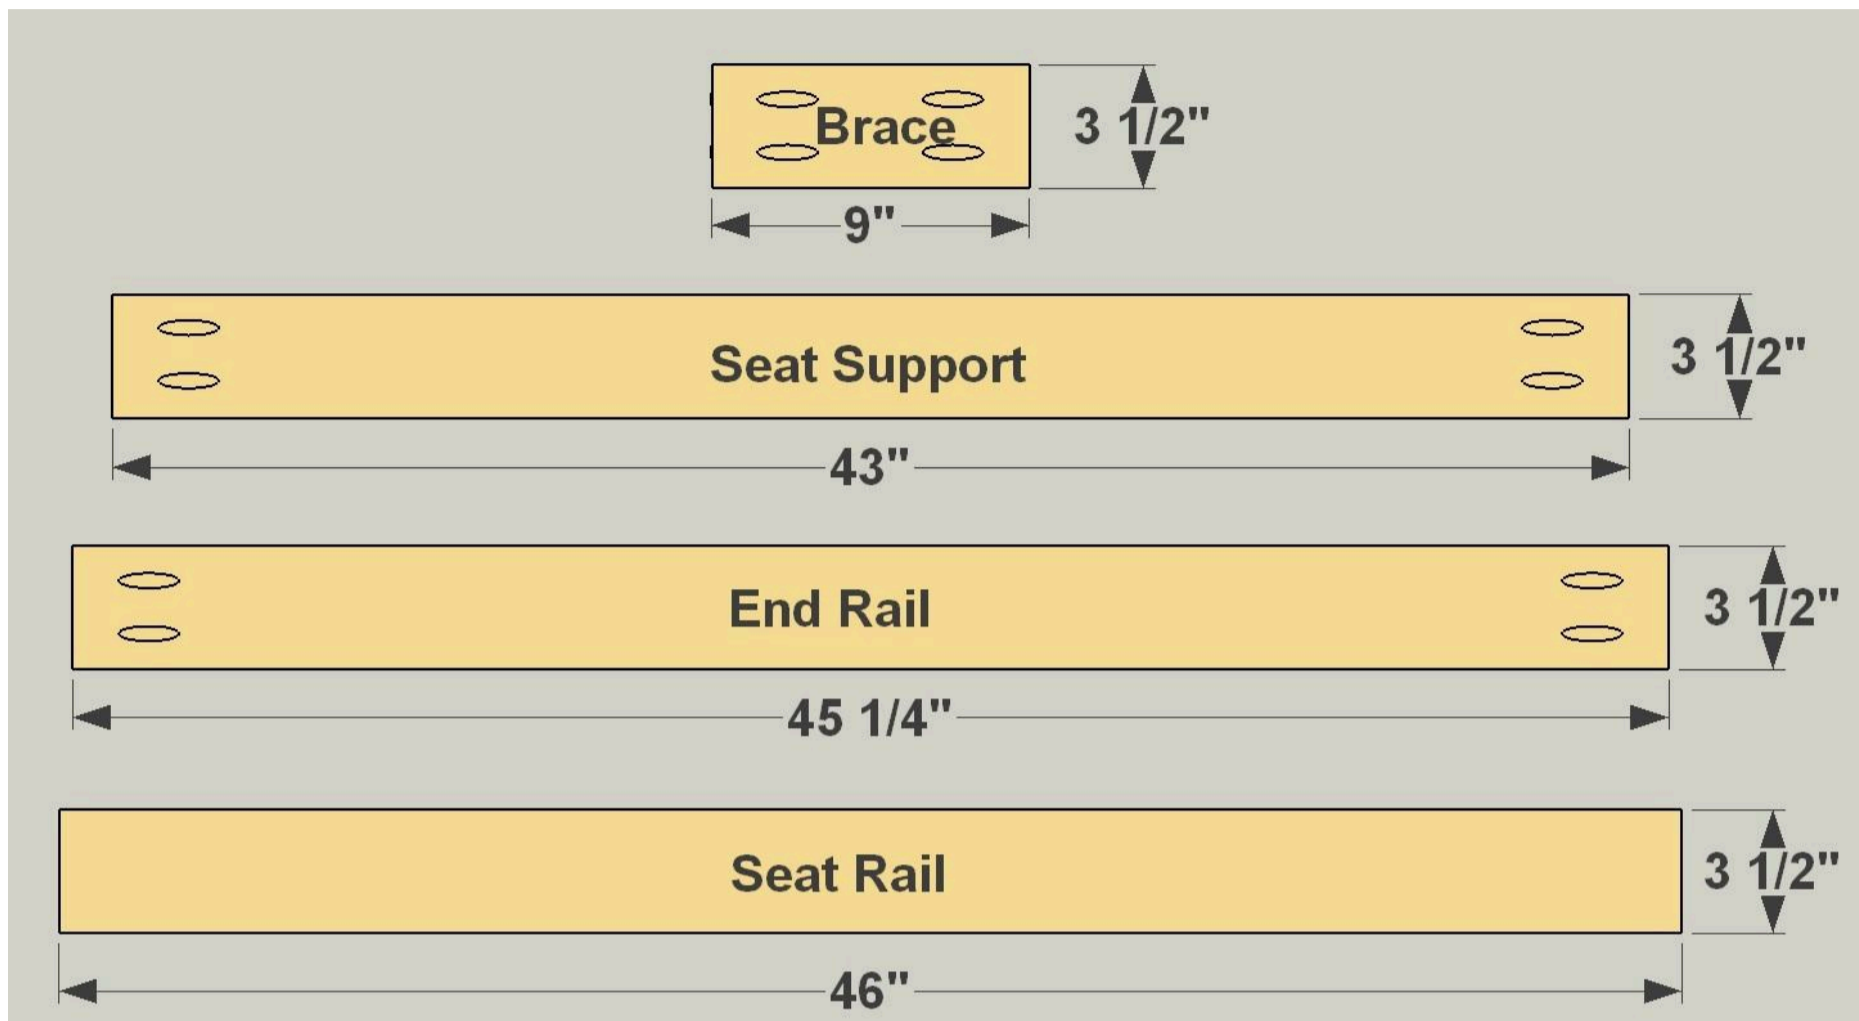 Brace
3 1/2"
9"
Seat Support
3 1/2"
43"
End Rail
3 1/2"
45 1/4"
Seat Rail
3 1/2"
46"